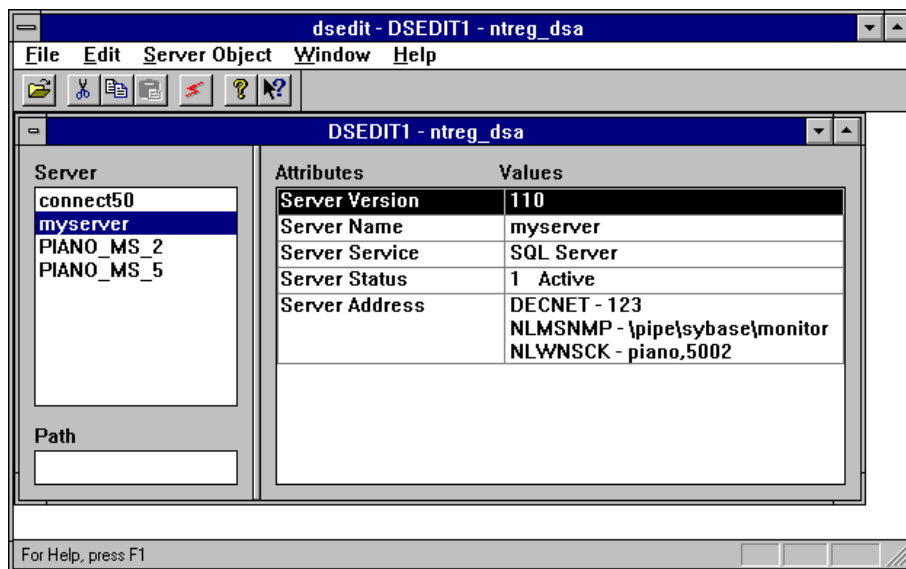 dsedit - DSEDIT1 - ntreg_dsa
File Edit Server Object Window Help
DSEDIT1 - ntreg_dsa
Server
connect50
myserver
PIANO_MS_2
PIANO_MS_5
Path
Attributes Values
Server Version 110
Server Name myserver
Server Service SQL Server
Server Status 1 Active
Server Address DECNET - 123
NLMSNMP - \pipe\sybase\monitor
NLWNSCK - piano,5002
For Help, press F1